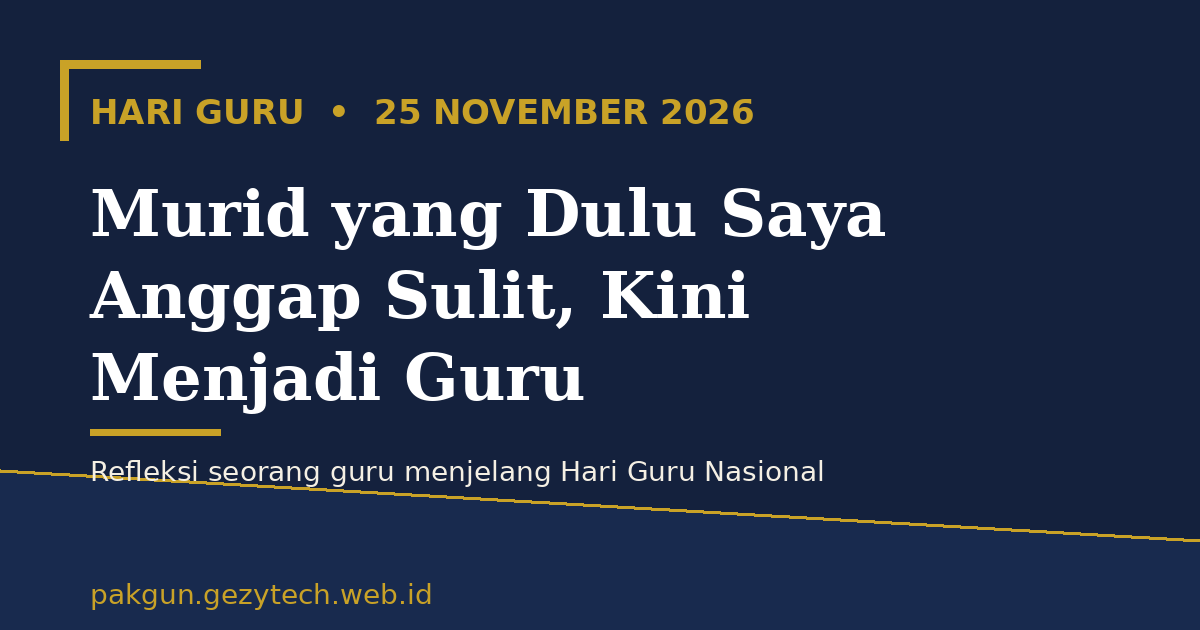 HARI GURU • 25 NOVEMBER 2026
Murid yang Dulu Saya
Anggap Sulit, Kini
Menjadi Guru
Refleksi seorang guru menjelang Hari Guru Nasional
pakgun.gezytech.web.id